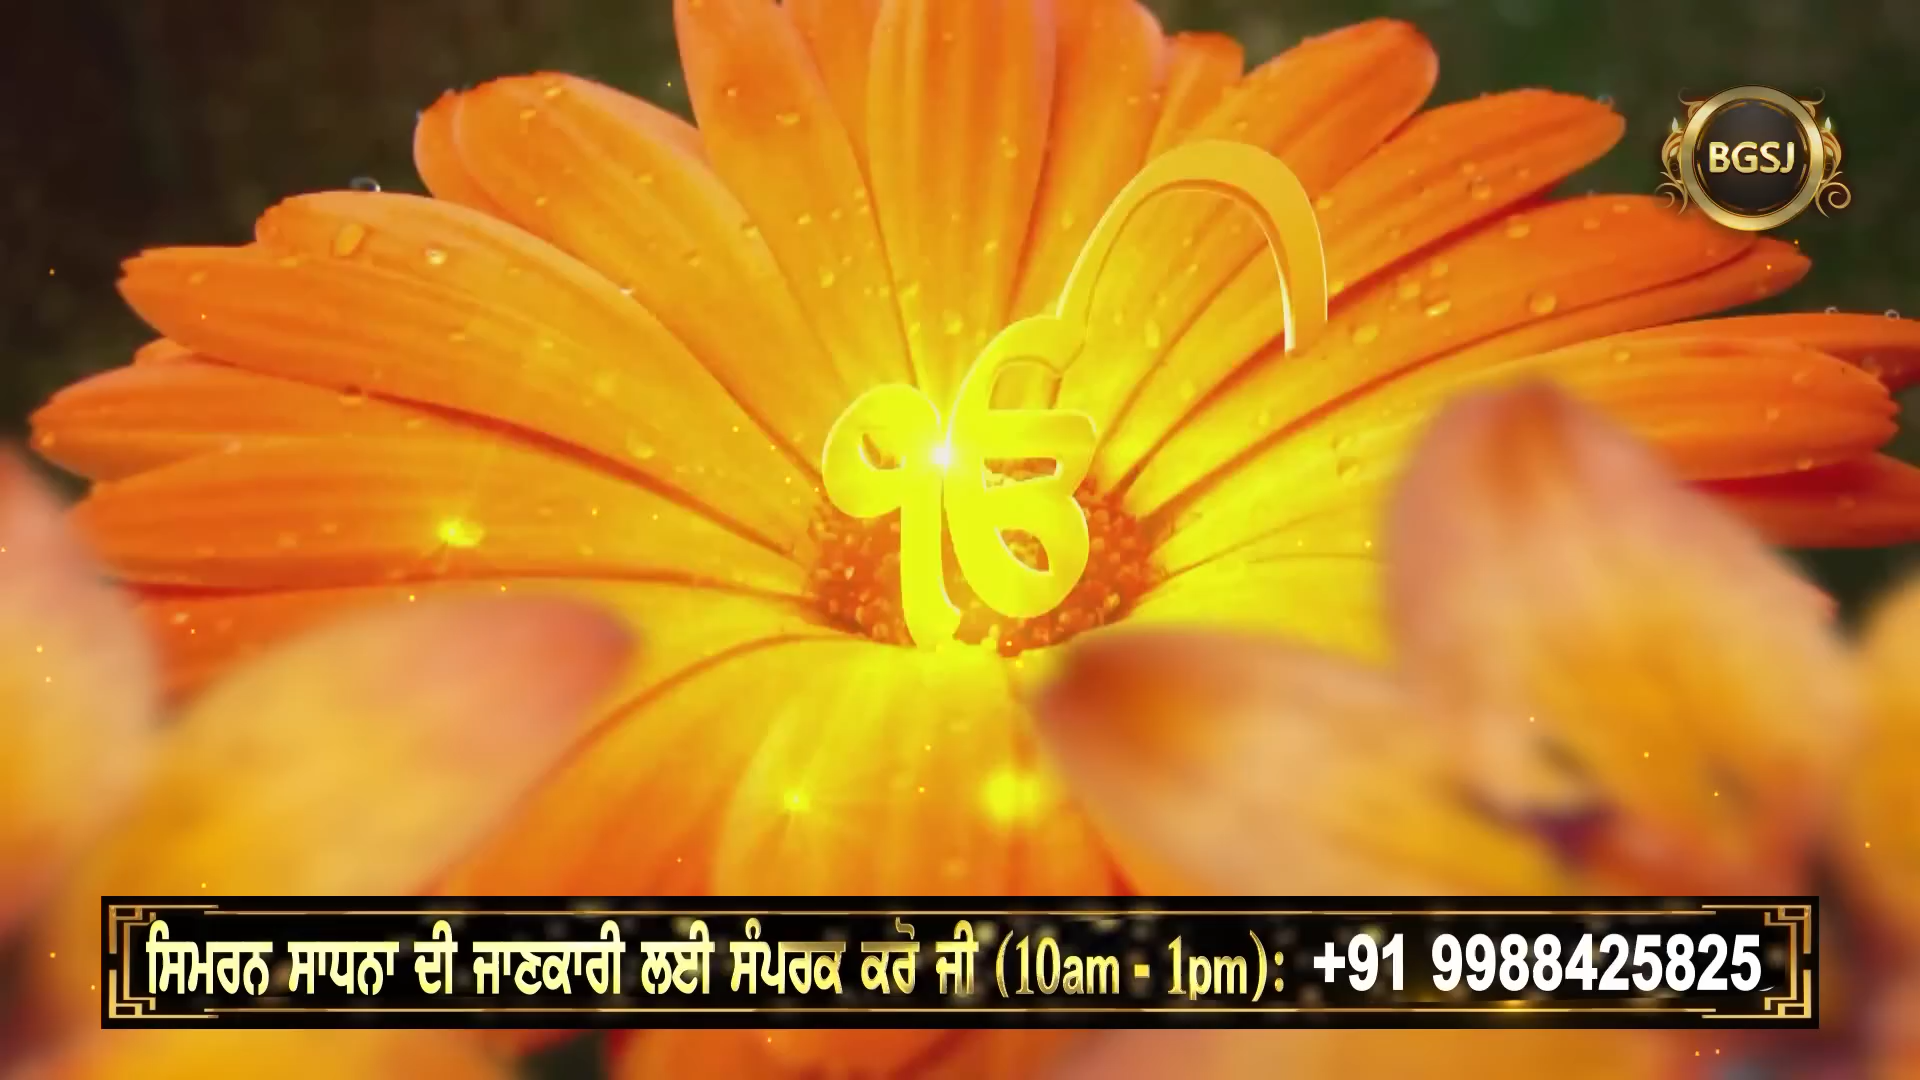 BGSJ
ੴ
ਸਿਮਰਨ ਸਾਧਨਾ ਦੀ ਜਾਣਕਾਰੀ ਲਈ ਸੰਪਰਕ ਕਰੋ ਜੀ (10am - 1pm): +91 9988425825